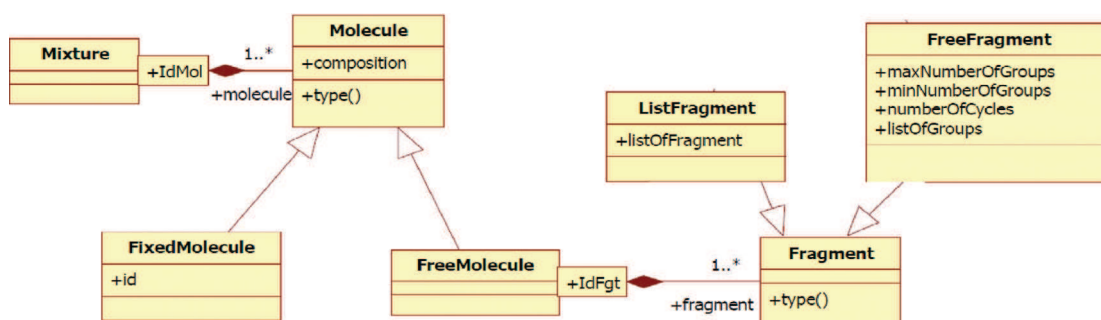 Mixture
+IdMol
1..*
+molecule
Molecule
+composition
+type()
FreeFragment
+maxNumberOfGroups
+minNumberOfGroups
+numberOfCycles
+listOfGroups
ListFragment
+listOfFragment
FixedMolecule
+id
FreeMolecule
+IdFgt
1..*
+fragment
Fragment
+type()